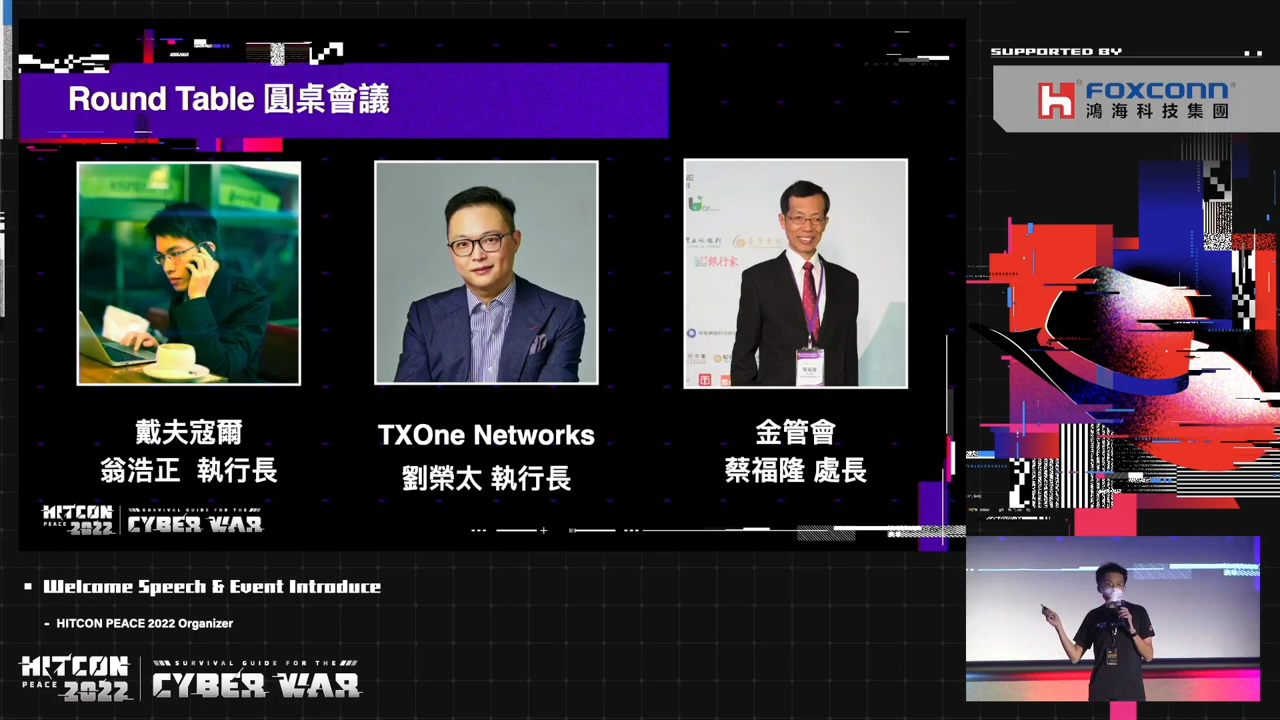 Round Table 圓桌會議
戴夫寇爾
翁浩正 執行長
TXOne Networks
劉榮太 執行長
金管會
蔡福隆 處長
HITCON
PEACE 2022
SURVIVAL GUIDE FOR THE
CYBER WAR
SUPPORTED BY
FOXCONN
鴻海科技集團
Welcome Speech & Event Introduce
- HITCON PEACE 2022 Organizer
HITCON
PEACE 2022
SURVIVAL GUIDE FOR THE
CYBER WAR
銀行家